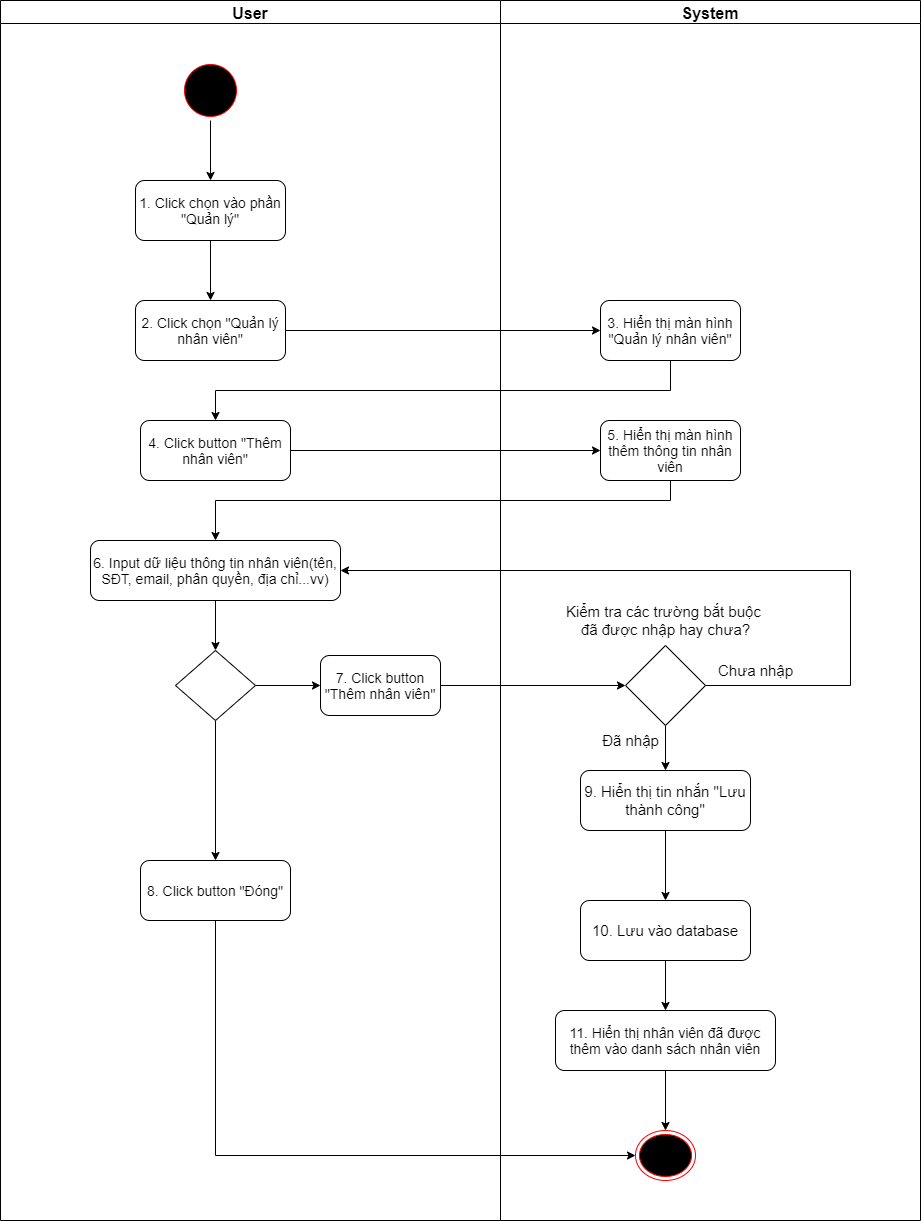 User
System
1. Click chọn vào phần
"Quản lý"
2. Click chọn "Quản lý
nhân viên"
3. Hiển thị màn hình
"Quản lý nhân viên"
4. Click button "Thêm
nhân viên"
5. Hiển thị màn hình
thêm thông tin nhân
viên
6. Input dữ liệu thông tin nhân viên(tên,
SĐT, email, phân quyền, địa chỉ...vv)
Kiểm tra các trường bắt buộc
đã được nhập hay chưa?
7. Click button
"Thêm nhân viên"
Chưa nhập
Đã nhập
9. Hiển thị tin nhắn "Lưu
thành công"
8. Click button "Đóng"
10. Lưu vào database
11. Hiển thị nhân viên đã được
thêm vào danh sách nhân viên